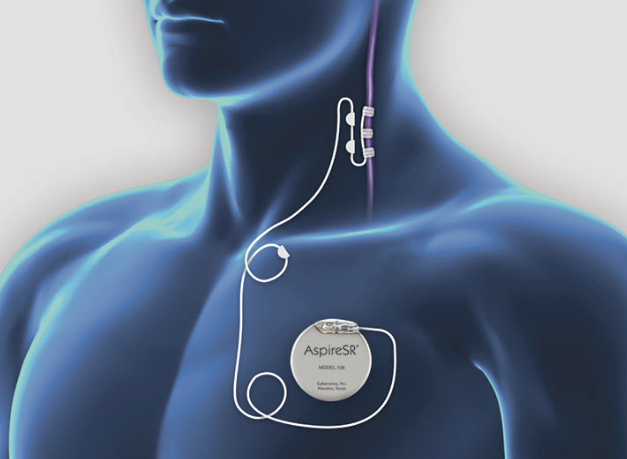 AspireSR®
MODEL 106
Cyberonics, Inc.
Houston, Texas